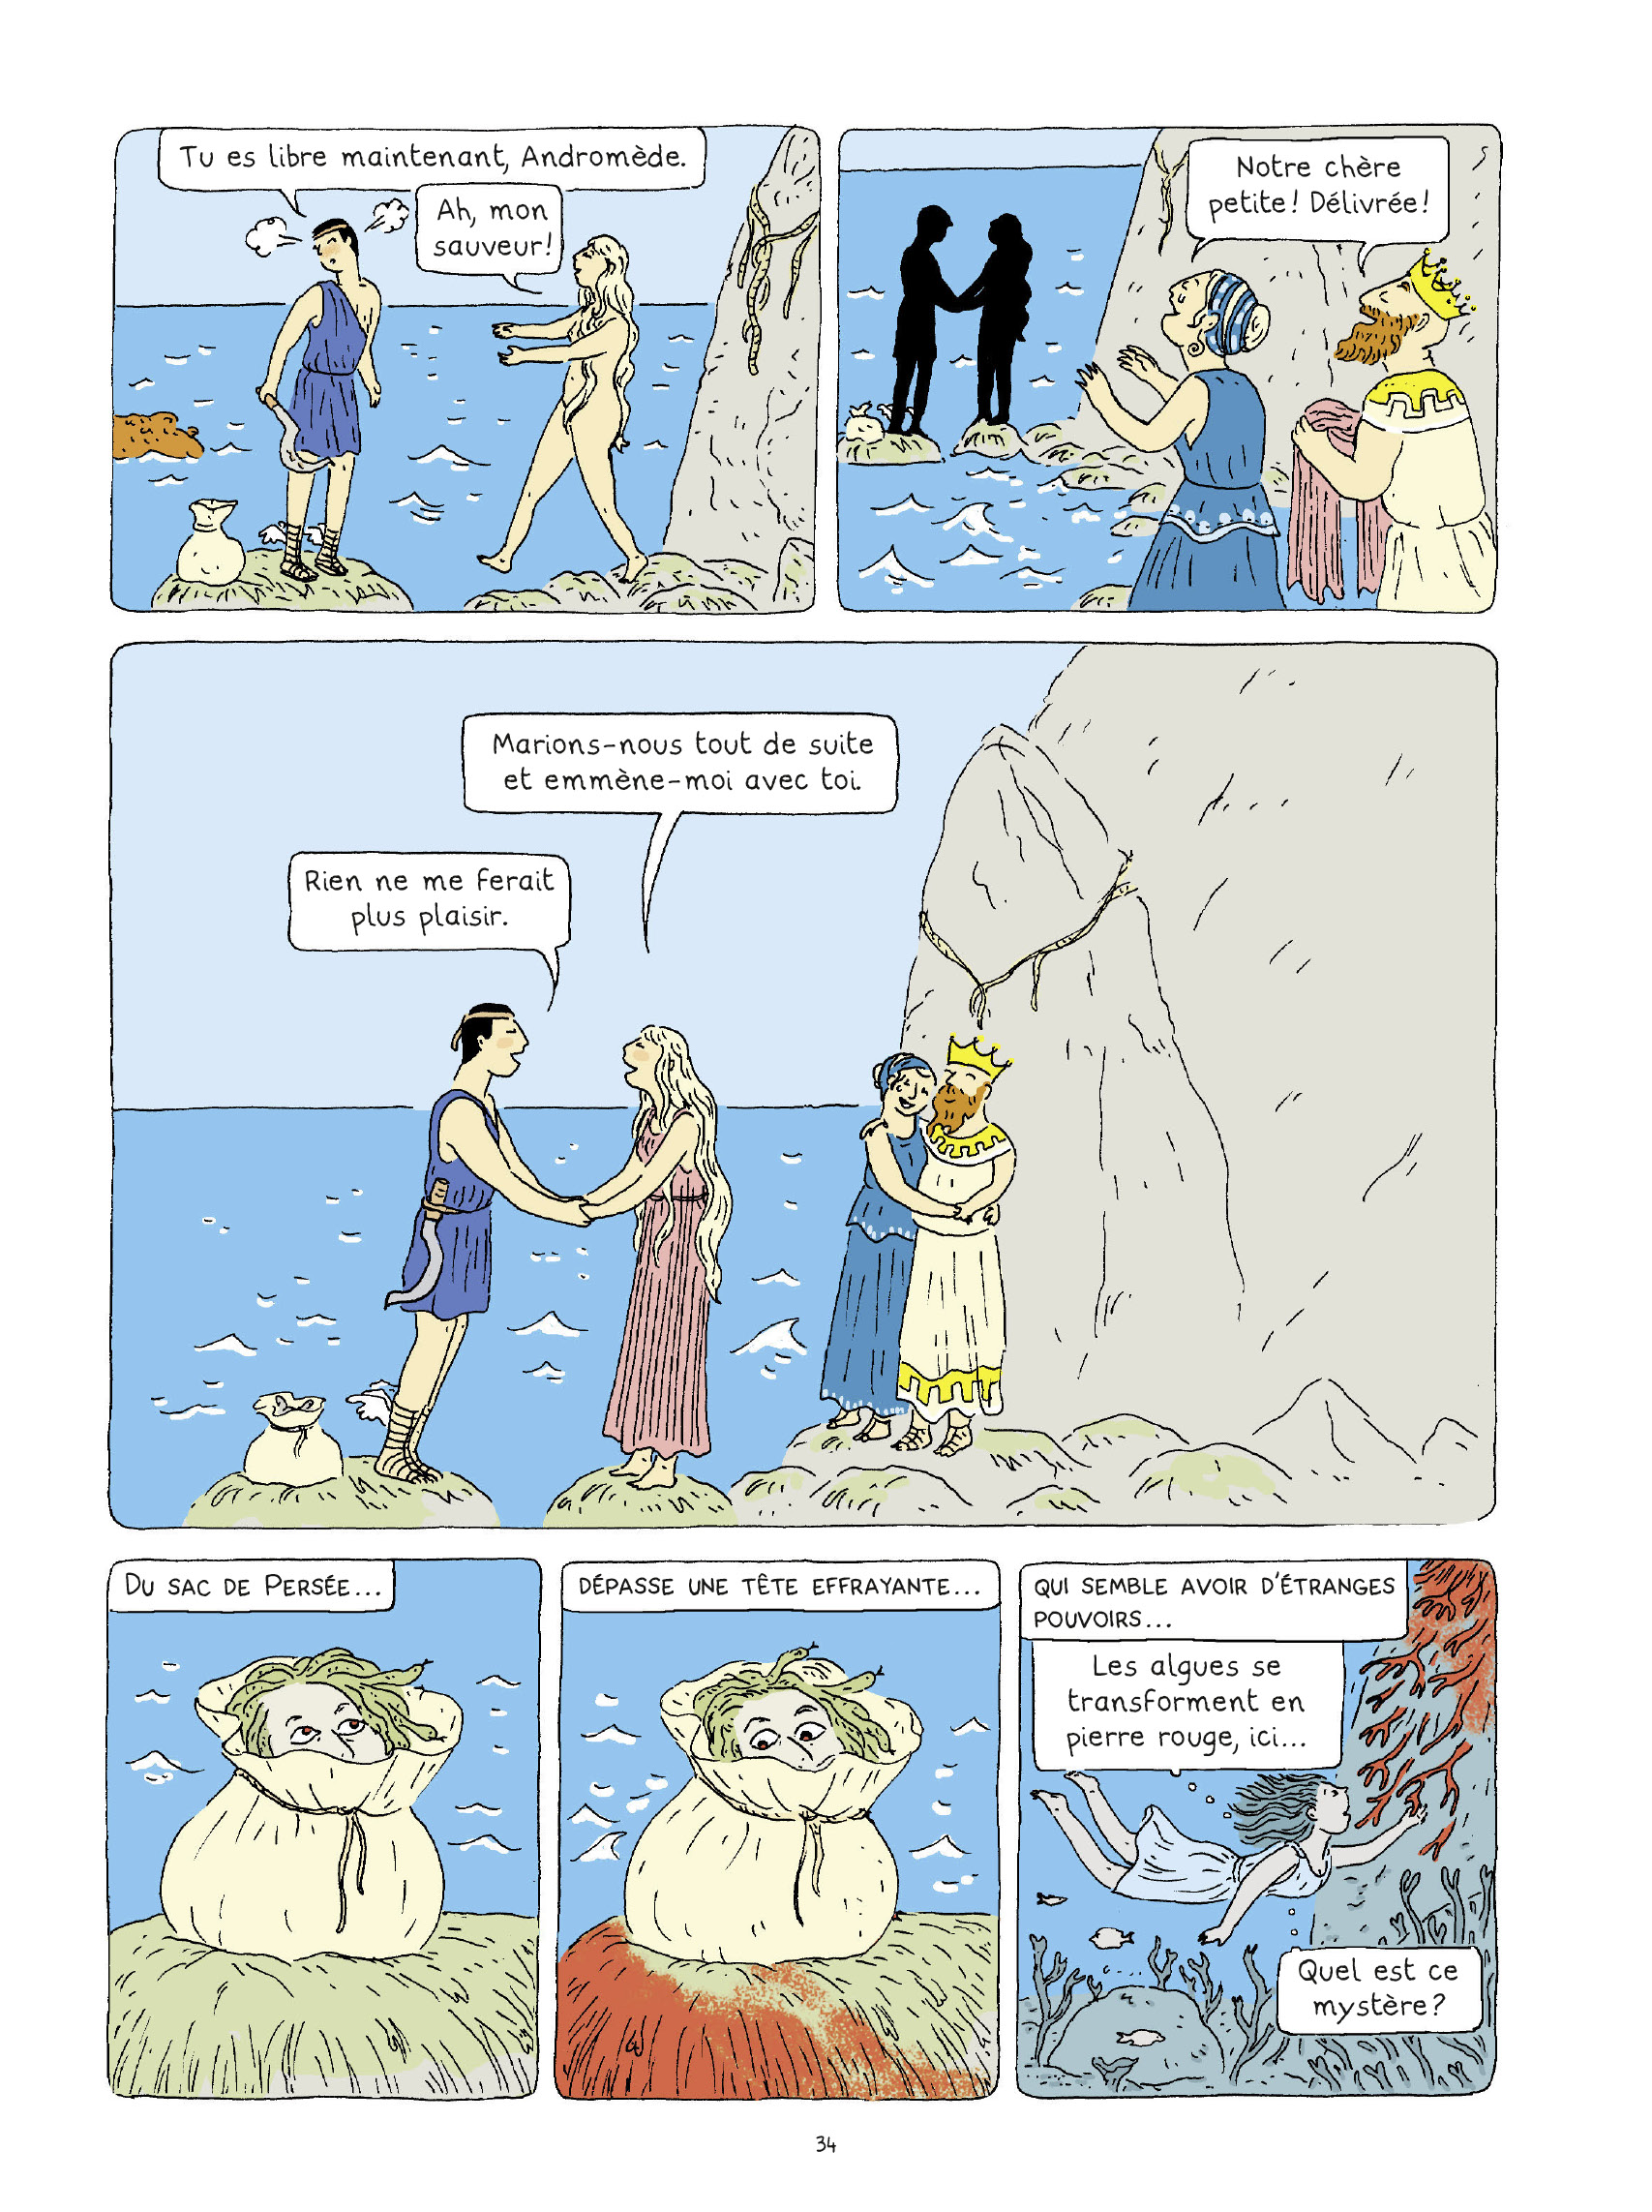 Tu es libre maintenant, Andromède.
Ah, mon
sauveur!
Notre chère
petite! Délivrée!
Marions-nous tout de suite
et emmène-moi avec toi.
Rien ne me ferait
plus plaisir.
DU SAC DE PERSÉE...
DÉPASSE UNE TÊTE EFFRAYANTE...
QUI SEMBLE AVOIR D'ÉTRANGES
POUVOIRS...
Les algues se
transforment en
pierre rouge, ici...
Quel est ce
mystère?
34